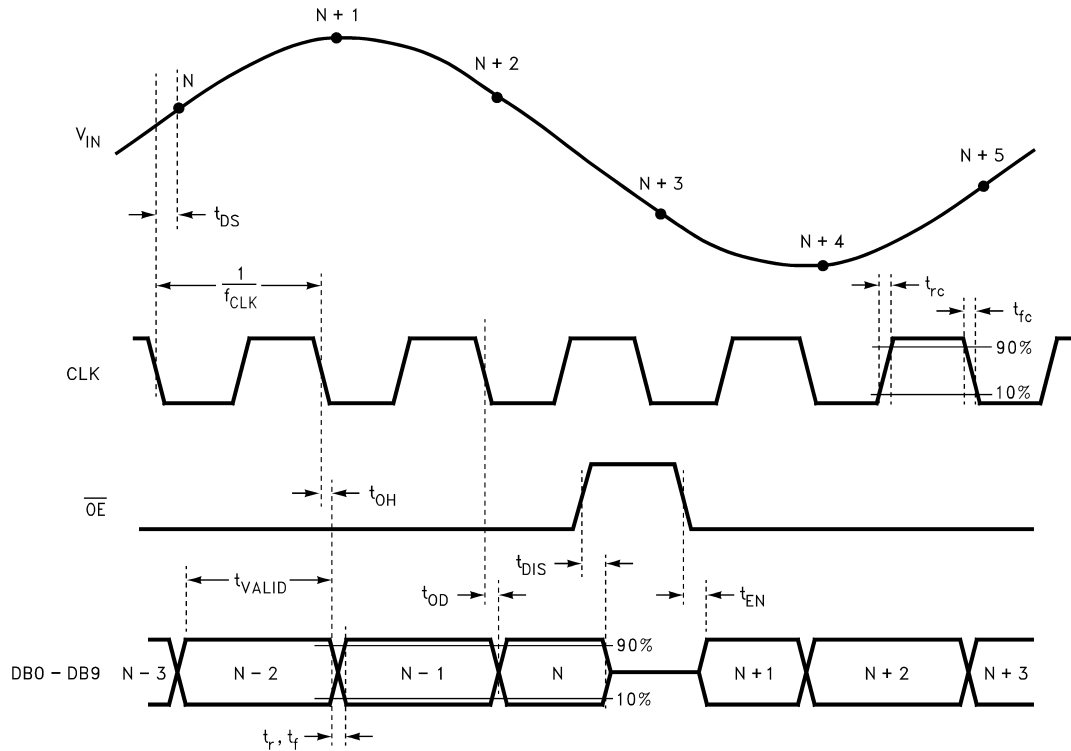 N + 1
N + 2
N
V_IN
N + 5
N + 3
t_DS
N + 4
1
f_CLK
t_rc
t_fc
90%
CLK
10%
t_OH
OE
t_DIS
t_VALID
t_OD
t_EN
90%
DB0 - DB9 N - 3 N - 2 N - 1 N N + 1 N + 2 N + 3
10%
t_r, t_f